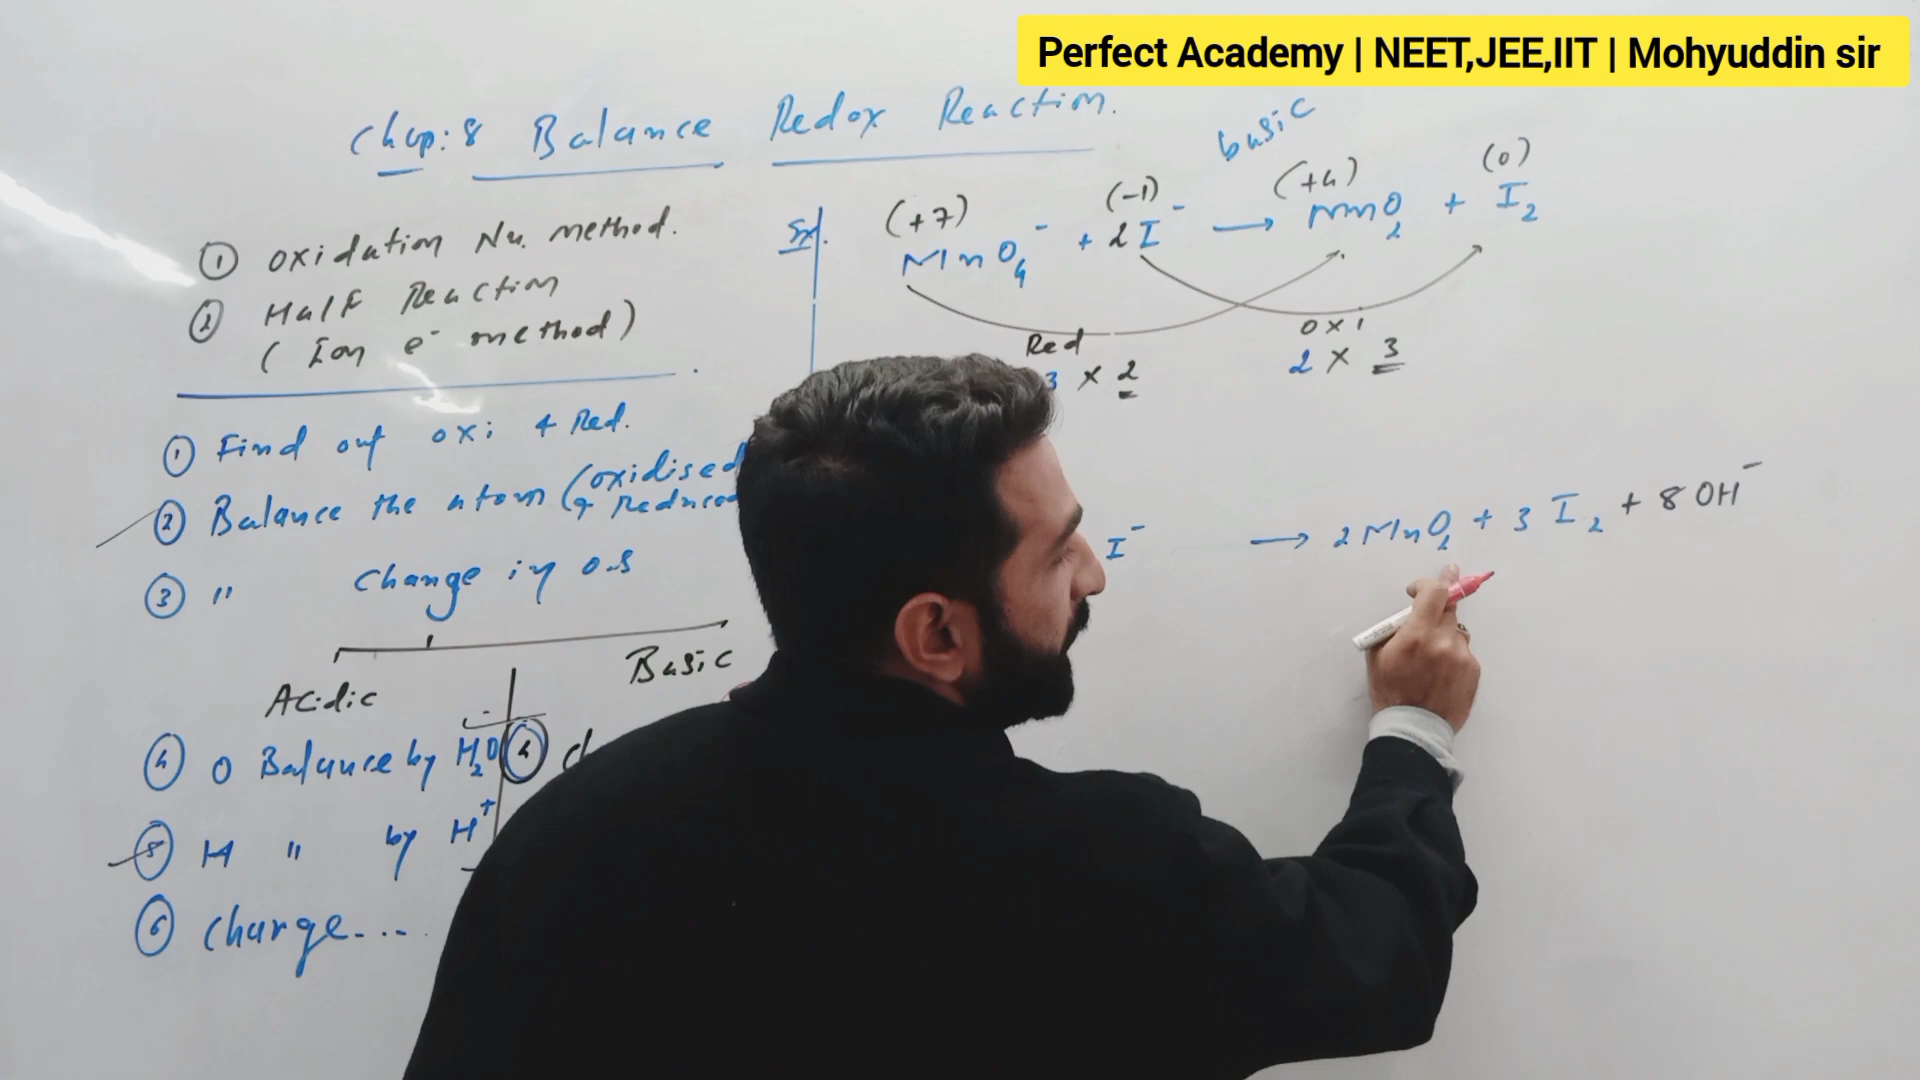 Perfect Academy | NEET,JEE,IIT | Mohyuddin sir
Chap:8 Balance Redox Reaction.
① Oxidation Nu. method.
② Half Reaction
( Ion e⁻ method)
① Find out oxi & Red.
② Balance the atom (oxidised
& Reduced
③ " Change in O.S
Acidic
Basic
④ O Balance by H₂O
④
⑤ H " by H⁺
⑥ Charge....
basic
(+7) (-1) (+4) (0)
Ex. MnO₄⁻ + 2I⁻ → MnO₂ + I₂
Red oxi
3 × 2 2 × 3
I⁻ → 2MnO₂ + 3I₂ + 8OH⁻